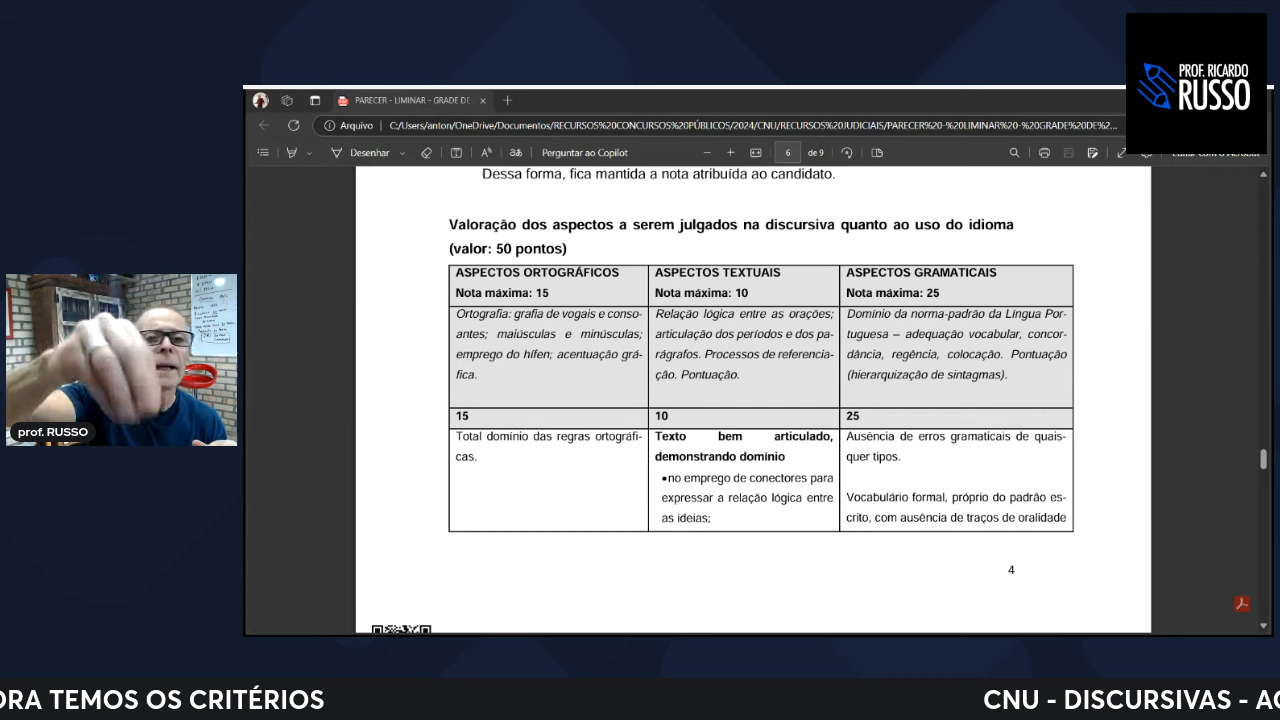 PROF. RICARDO
RUSSO
PARECER - LIMINAR - GRADE DE
Arquivo
C:/Users/anton/OneDrive/Documentos/RECURSOS%20CONCURSOS%20PÚBLICOS/2024/CNU/RECURSOS%20JUDICIAIS/PARECER%20-%20LIMINAR%20-%20GRADE%20DE%2...
Desenhar
Perguntar ao Copilot
6
de 9
Dessa forma, fica mantida a nota atribuída ao candidato.
Valoração dos aspectos a serem julgados na discursiva quanto ao uso do idioma
(valor: 50 pontos)
ASPECTOS ORTOGRÁFICOS
Nota máxima: 15
ASPECTOS TEXTUAIS
Nota máxima: 10
ASPECTOS GRAMATICAIS
Nota máxima: 25
Ortografia: grafia de vogais e conso-
antes; maiúsculas e minúsculas;
emprego do hífen; acentuação grá-
fica.
Relação lógica entre as orações;
articulação dos períodos e dos pa-
rágrafos. Processos de referencia-
ção. Pontuação.
Domínio da norma-padrão da Língua Por-
tuguesa – adequação vocabular, concor-
dância, regência, colocação. Pontuação
(hierarquização de sintagmas).
15
10
25
Total domínio das regras ortográfi-
cas.
Texto bem articulado,
demonstrando domínio
•no emprego de conectores para
expressar a relação lógica entre
as ideias;
Ausência de erros gramaticais de quais-
quer tipos.
Vocabulário formal, próprio do padrão es-
crito, com ausência de traços de oralidade
4
prof. RUSSO
ORA TEMOS OS CRITÉRIOS
CNU - DISCURSIVAS - AG